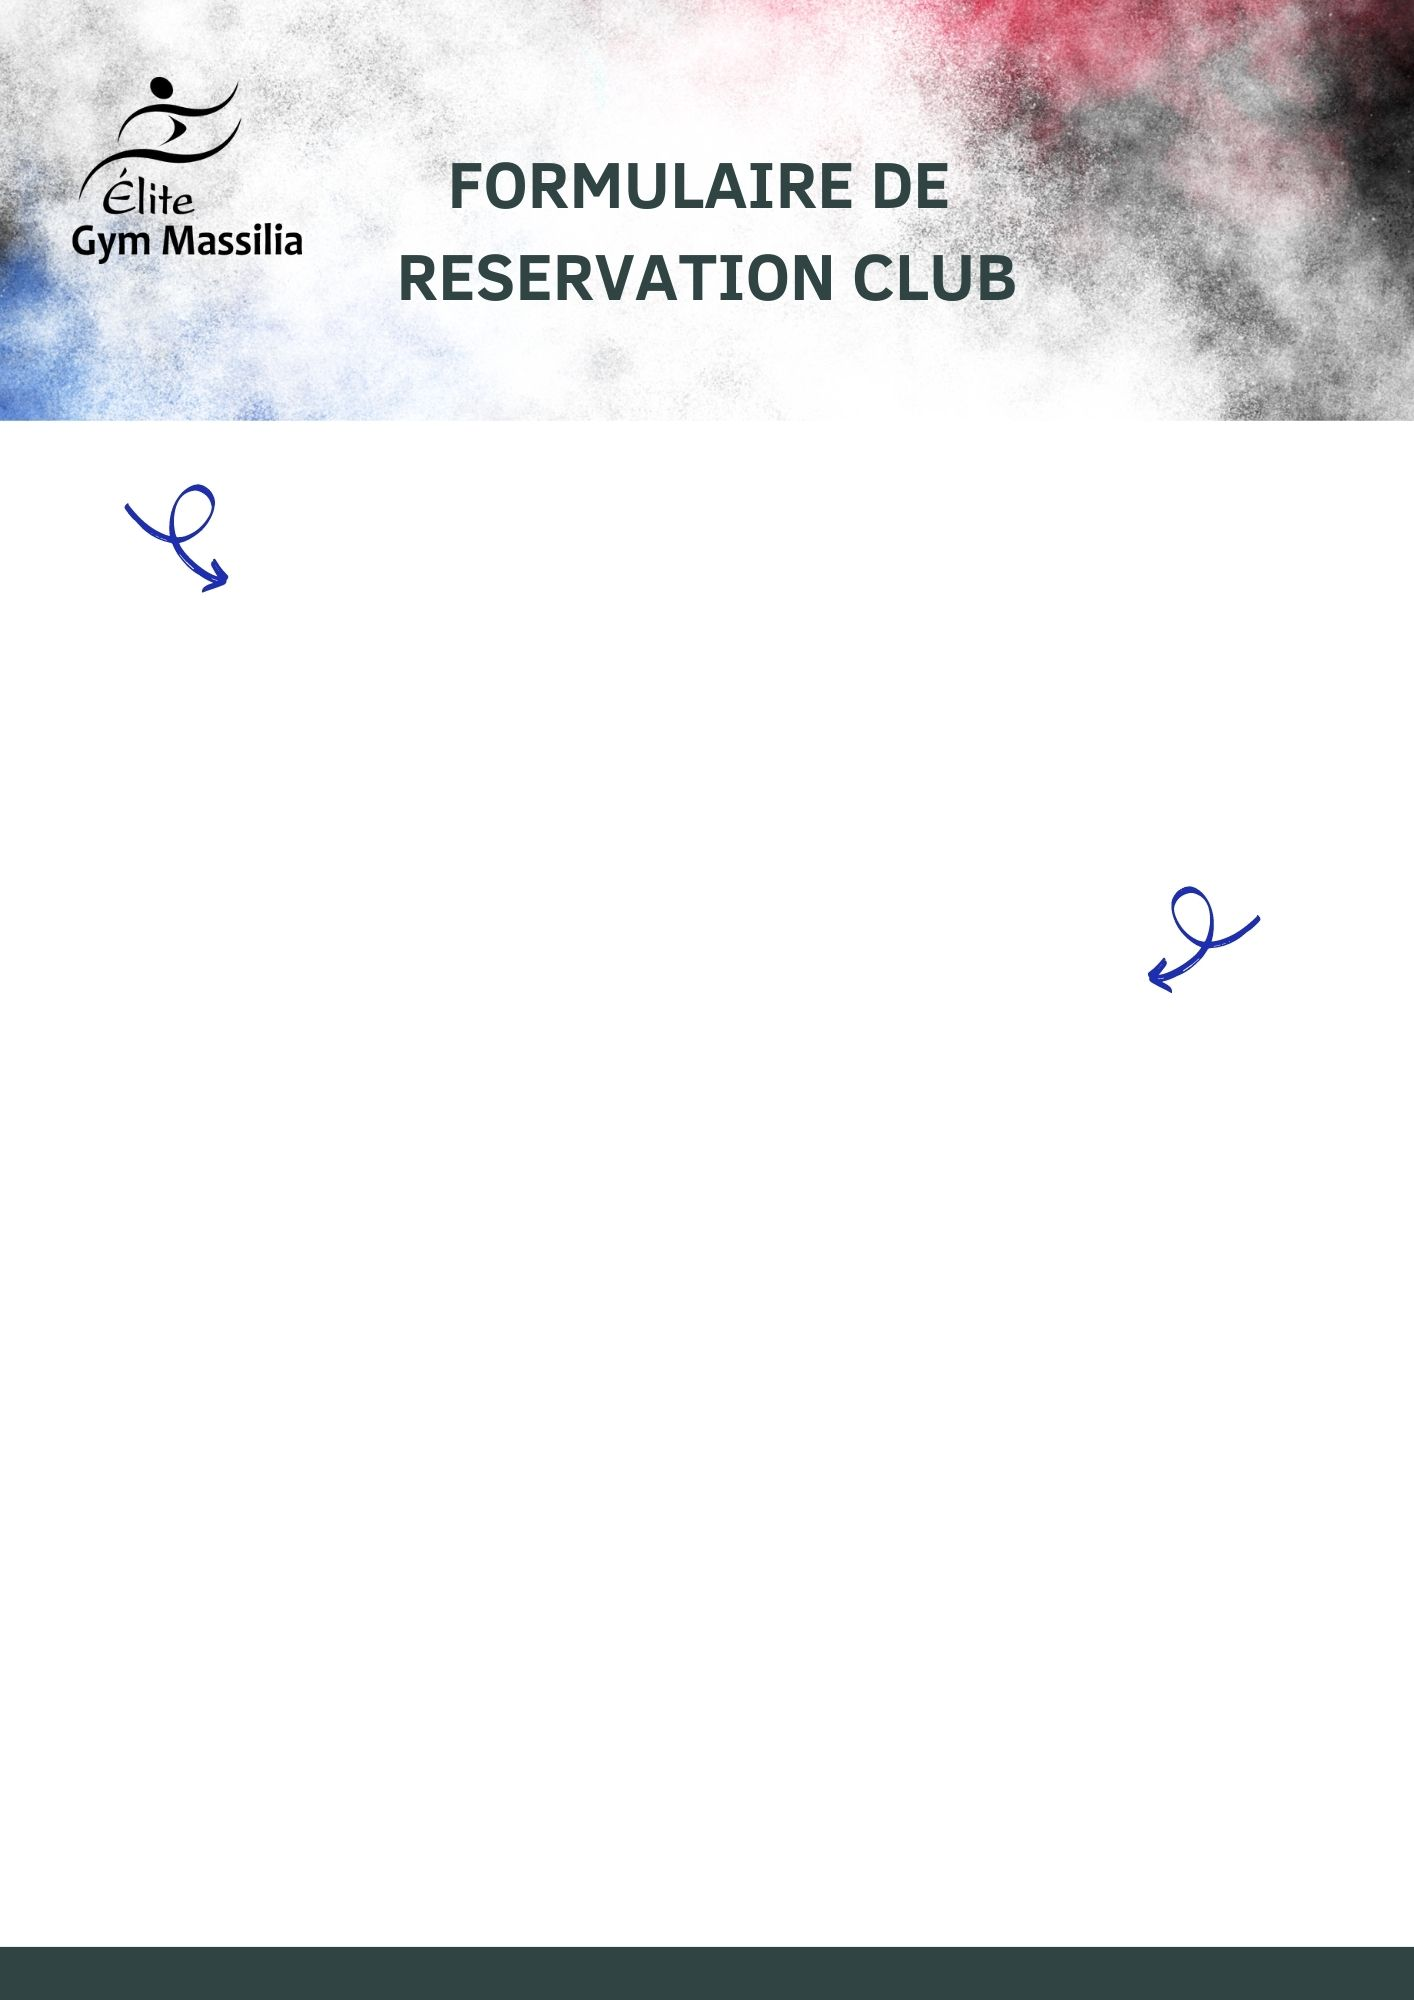 Élite
Gym Massilia
FORMULAIRE DE
RESERVATION CLUB